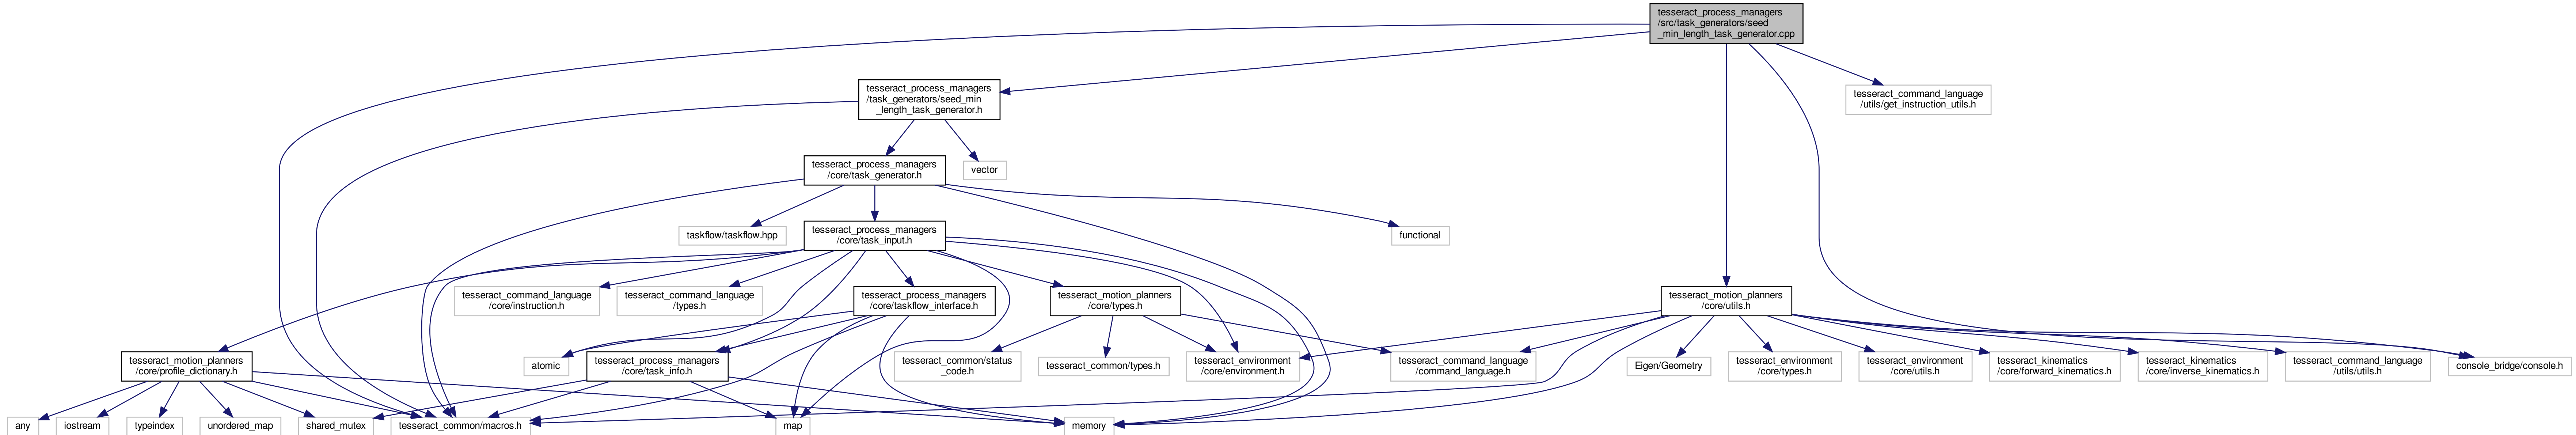 tesseract_process_managers
/src/task_generators/seed
_min_length_task_generator.cpp
tesseract_process_managers
/task_generators/seed_min
_length_task_generator.h
tesseract_command_language
/utils/get_instruction_utils.h
tesseract_process_managers
/core/task_generator.h
vector
taskflow/taskflow.hpp
tesseract_process_managers
/core/task_input.h
functional
tesseract_command_language
/core/instruction.h
tesseract_command_language
/types.h
tesseract_process_managers
/core/taskflow_interface.h
tesseract_motion_planners
/core/types.h
tesseract_motion_planners
/core/utils.h
tesseract_motion_planners
/core/profile_dictionary.h
atomic
tesseract_process_managers
/core/task_info.h
tesseract_common/status
_code.h
tesseract_common/types.h
tesseract_environment
/core/environment.h
tesseract_command_language
/command_language.h
Eigen/Geometry
tesseract_environment
/core/types.h
tesseract_environment
/core/utils.h
tesseract_kinematics
/core/forward_kinematics.h
tesseract_kinematics
/core/inverse_kinematics.h
tesseract_command_language
/utils/utils.h
console_bridge/console.h
any
iostream
typeindex
unordered_map
shared_mutex
tesseract_common/macros.h
map
memory